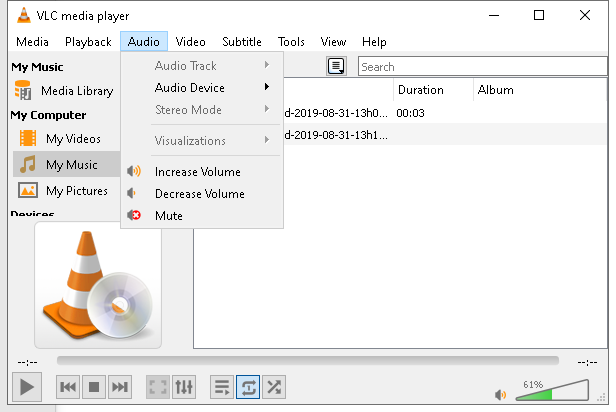 VLC media player
Media Playback Audio Video Subtitle Tools View Help
My Music
Media Library
My Computer
My Videos
My Music
My Pictures
Devices
Audio Track
Audio Device
Stereo Mode
Visualizations
Increase Volume
Decrease Volume
Mute
Search
Duration Album
d-2019-08-31-13h0... 00:03
d-2019-08-31-13h1...
--:-- --:--
61%